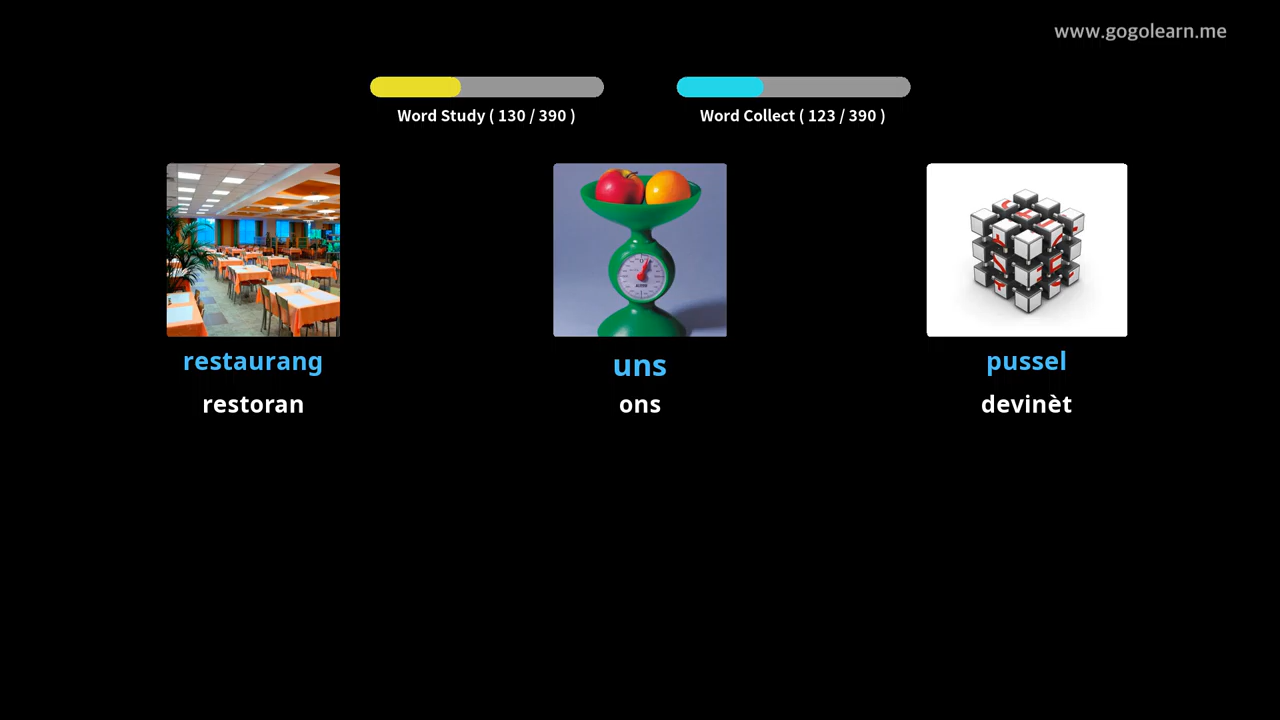 www.gogolearn.me
Word Study ( 130 / 390 )
Word Collect ( 123 / 390 )
restaurang
uns
pussel
restoran
ons
devinèt